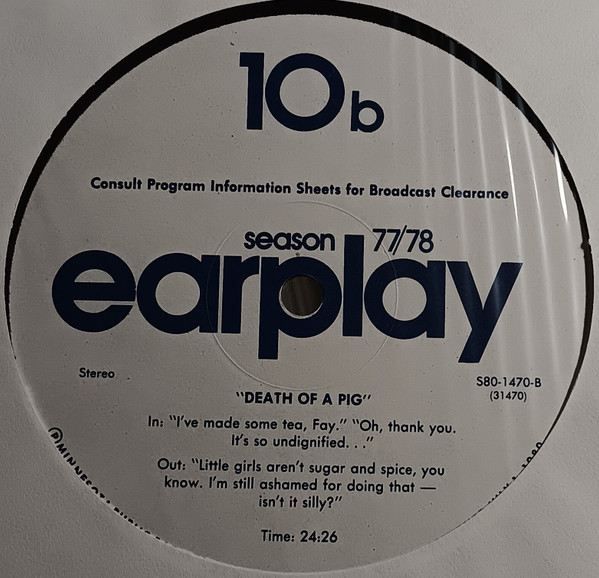 10b
Consult Program Information Sheets for Broadcast Clearance
season 77/78
earplay
Stereo
S80-1470-B
(31470)
"DEATH OF A PIG"
In: "I've made some tea, Fay." "Oh, thank you.
It's so undignified. . ."
Out: "Little girls aren't sugar and spice, you
know. I'm still ashamed for doing that —
isn't it silly?"
Time: 24:26